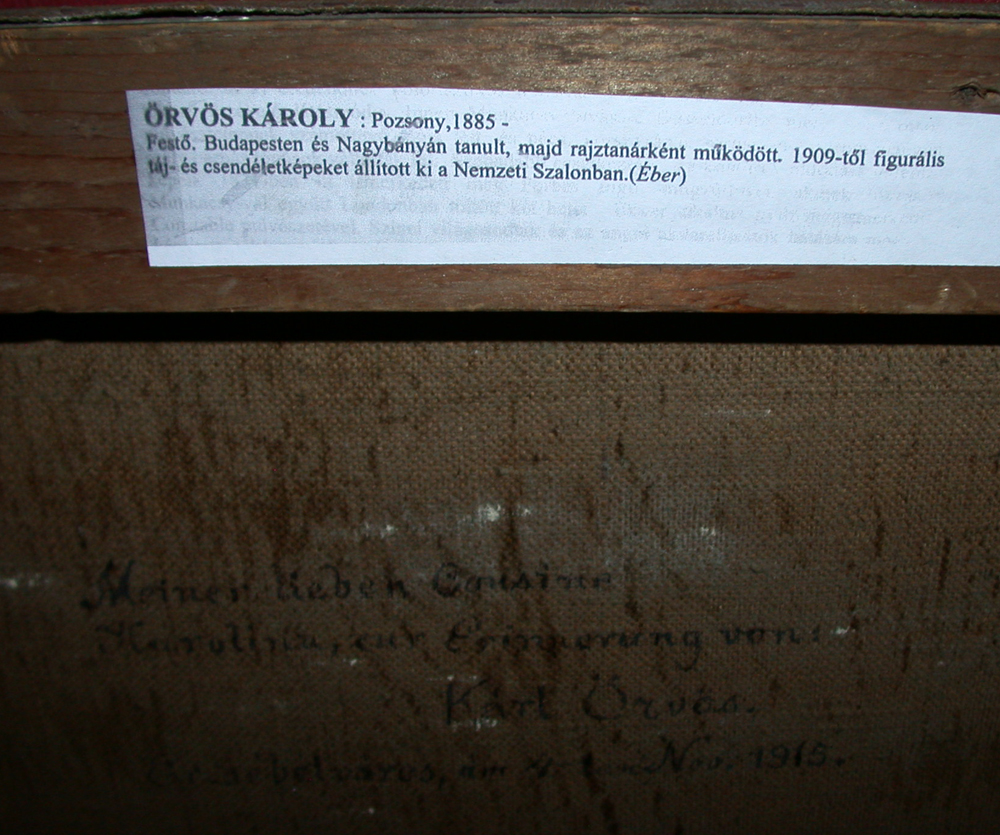 ÖRVÖS KÁROLY : Pozsony,1885 -
Festő. Budapesten és Nagybányán tanult, majd rajztanárként működött. 1909-től figurális
táj- és csendéletképeket állított ki a Nemzeti Szalonban.(Éber)
Meiner lieben Cousine
zur Erinnerung von:
Karl Örvös.
am Nov. 1915.